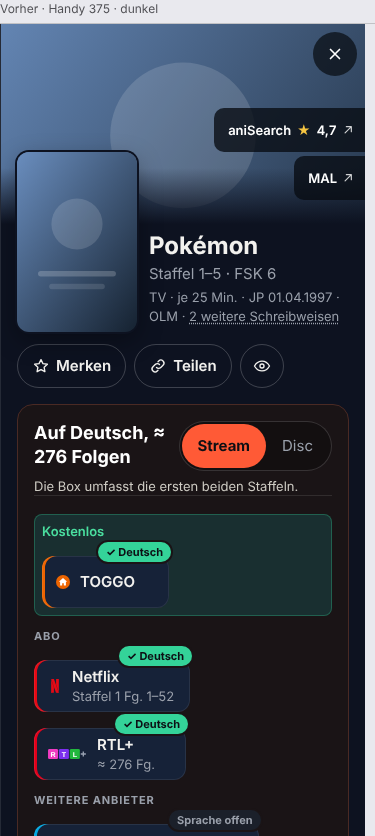 Vorher · Handy 375 · dunkel
aniSearch ★ 4,7 ↗
MAL ↗
Pokémon
Staffel 1–5 · FSK 6
TV · je 25 Min. · JP 01.04.1997 ·
OLM · 2 weitere Schreibweisen
Merken
Teilen
Auf Deutsch, ≈
276 Folgen
Stream
Disc
Die Box umfasst die ersten beiden Staffeln.
Kostenlos
✓ Deutsch
TOGGO
ABO
✓ Deutsch
N
Netflix
Staffel 1 Fg. 1–52
✓ Deutsch
RTL+
RTL+
≈ 276 Fg.
WEITERE ANBIETER
Sprache offen